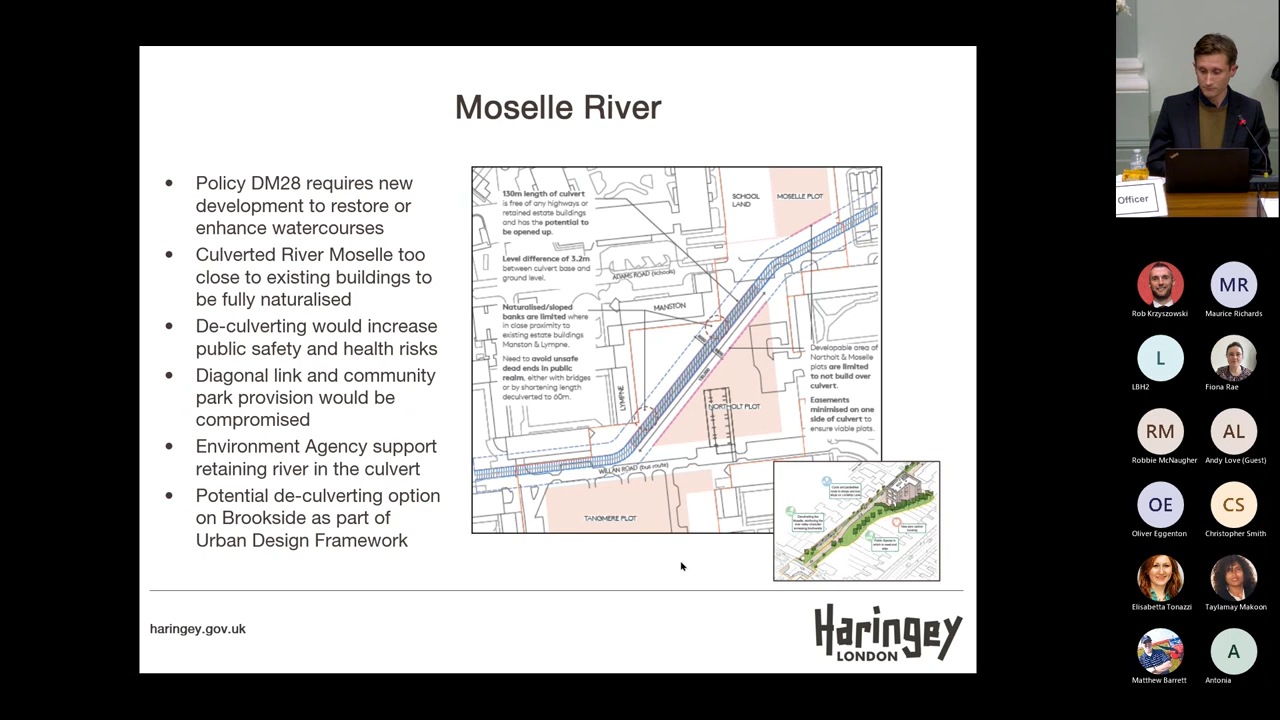 Moselle River
• Policy DM28 requires new
development to restore or
enhance watercourses
• Culverted River Moselle too
close to existing buildings to
be fully naturalised
• De-culverting would increase
public safety and health risks
• Diagonal link and community
park provision would be
compromised
• Environment Agency support
retaining river in the culvert
• Potential de-culverting option
on Brookside as part of
Urban Design Framework
130m length of culvert
is free of any highways or
retained estate buildings
and has the potential to
be opened up.
Level difference of 3.2m
between culvert base and
ground level.
Naturalised/sloped
banks are limited where
in close proximity to
existing estate buildings
Manston & Lympne.
Need to avoid unsafe
dead ends in public
realm, either with bridges
or by shortening length
deculverted to 60m.
SCHOOL
LAND
MOSELLE PLOT
ADAMS ROAD (schools)
MANSTON
LYMPNE
Developable area of
Northolt & Moselle
plots are limited
to not build over
culvert.
Easements
minimised on one
side of culvert to
ensure viable plots.
NORTHOLT PLOT
WILLAN ROAD (bus route)
TANGMERE PLOT
haringey.gov.uk
Haringey
LONDON
Officer
Rob Krzyszowski
MR
Maurice Richards
L
LBH2
Fiona Rae
RM
Robbie McNaugher
AL
Andy Love (Guest)
OE
Oliver Eggenton
CS
Christopher Smith
Elisabetta Tonazzi
Taylamay Makoon
Matthew Barrett
A
Antonia